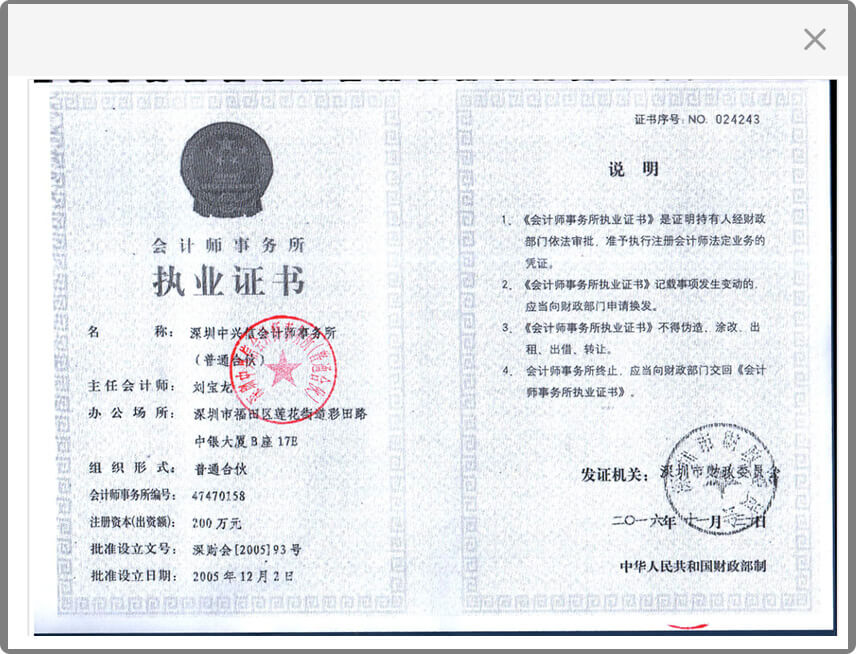 会计师事务所
执业证书
名 称： 深圳中兴信会计师事务所
（普通合伙）
主任会计师： 刘宝龙
办公场所： 深圳市福田区莲花街道彩田路
中银大厦B座17E
组织形式： 普通合伙
会计师事务所编号： 47470158
注册资本(出资额)： 200万元
批准设立文号： 深财会[2005]93号
批准设立日期： 2005年12月2日
证书序号：NO. 024243
说 明
1、《会计师事务所执业证书》是证明持有人经财政
部门依法审批，准予执行注册会计师法定业务的
凭证。
2、《会计师事务所执业证书》记载事项发生变动的，
应当向财政部门申请换发。
3、《会计师事务所执业证书》不得伪造、涂改、出
租、出借、转让。
4、会计师事务所终止，应当向财政部门交回《会计
师事务所执业证书》。
发证机关： 深圳市财政委员会
二〇一六年十一月 日
中华人民共和国财政部制